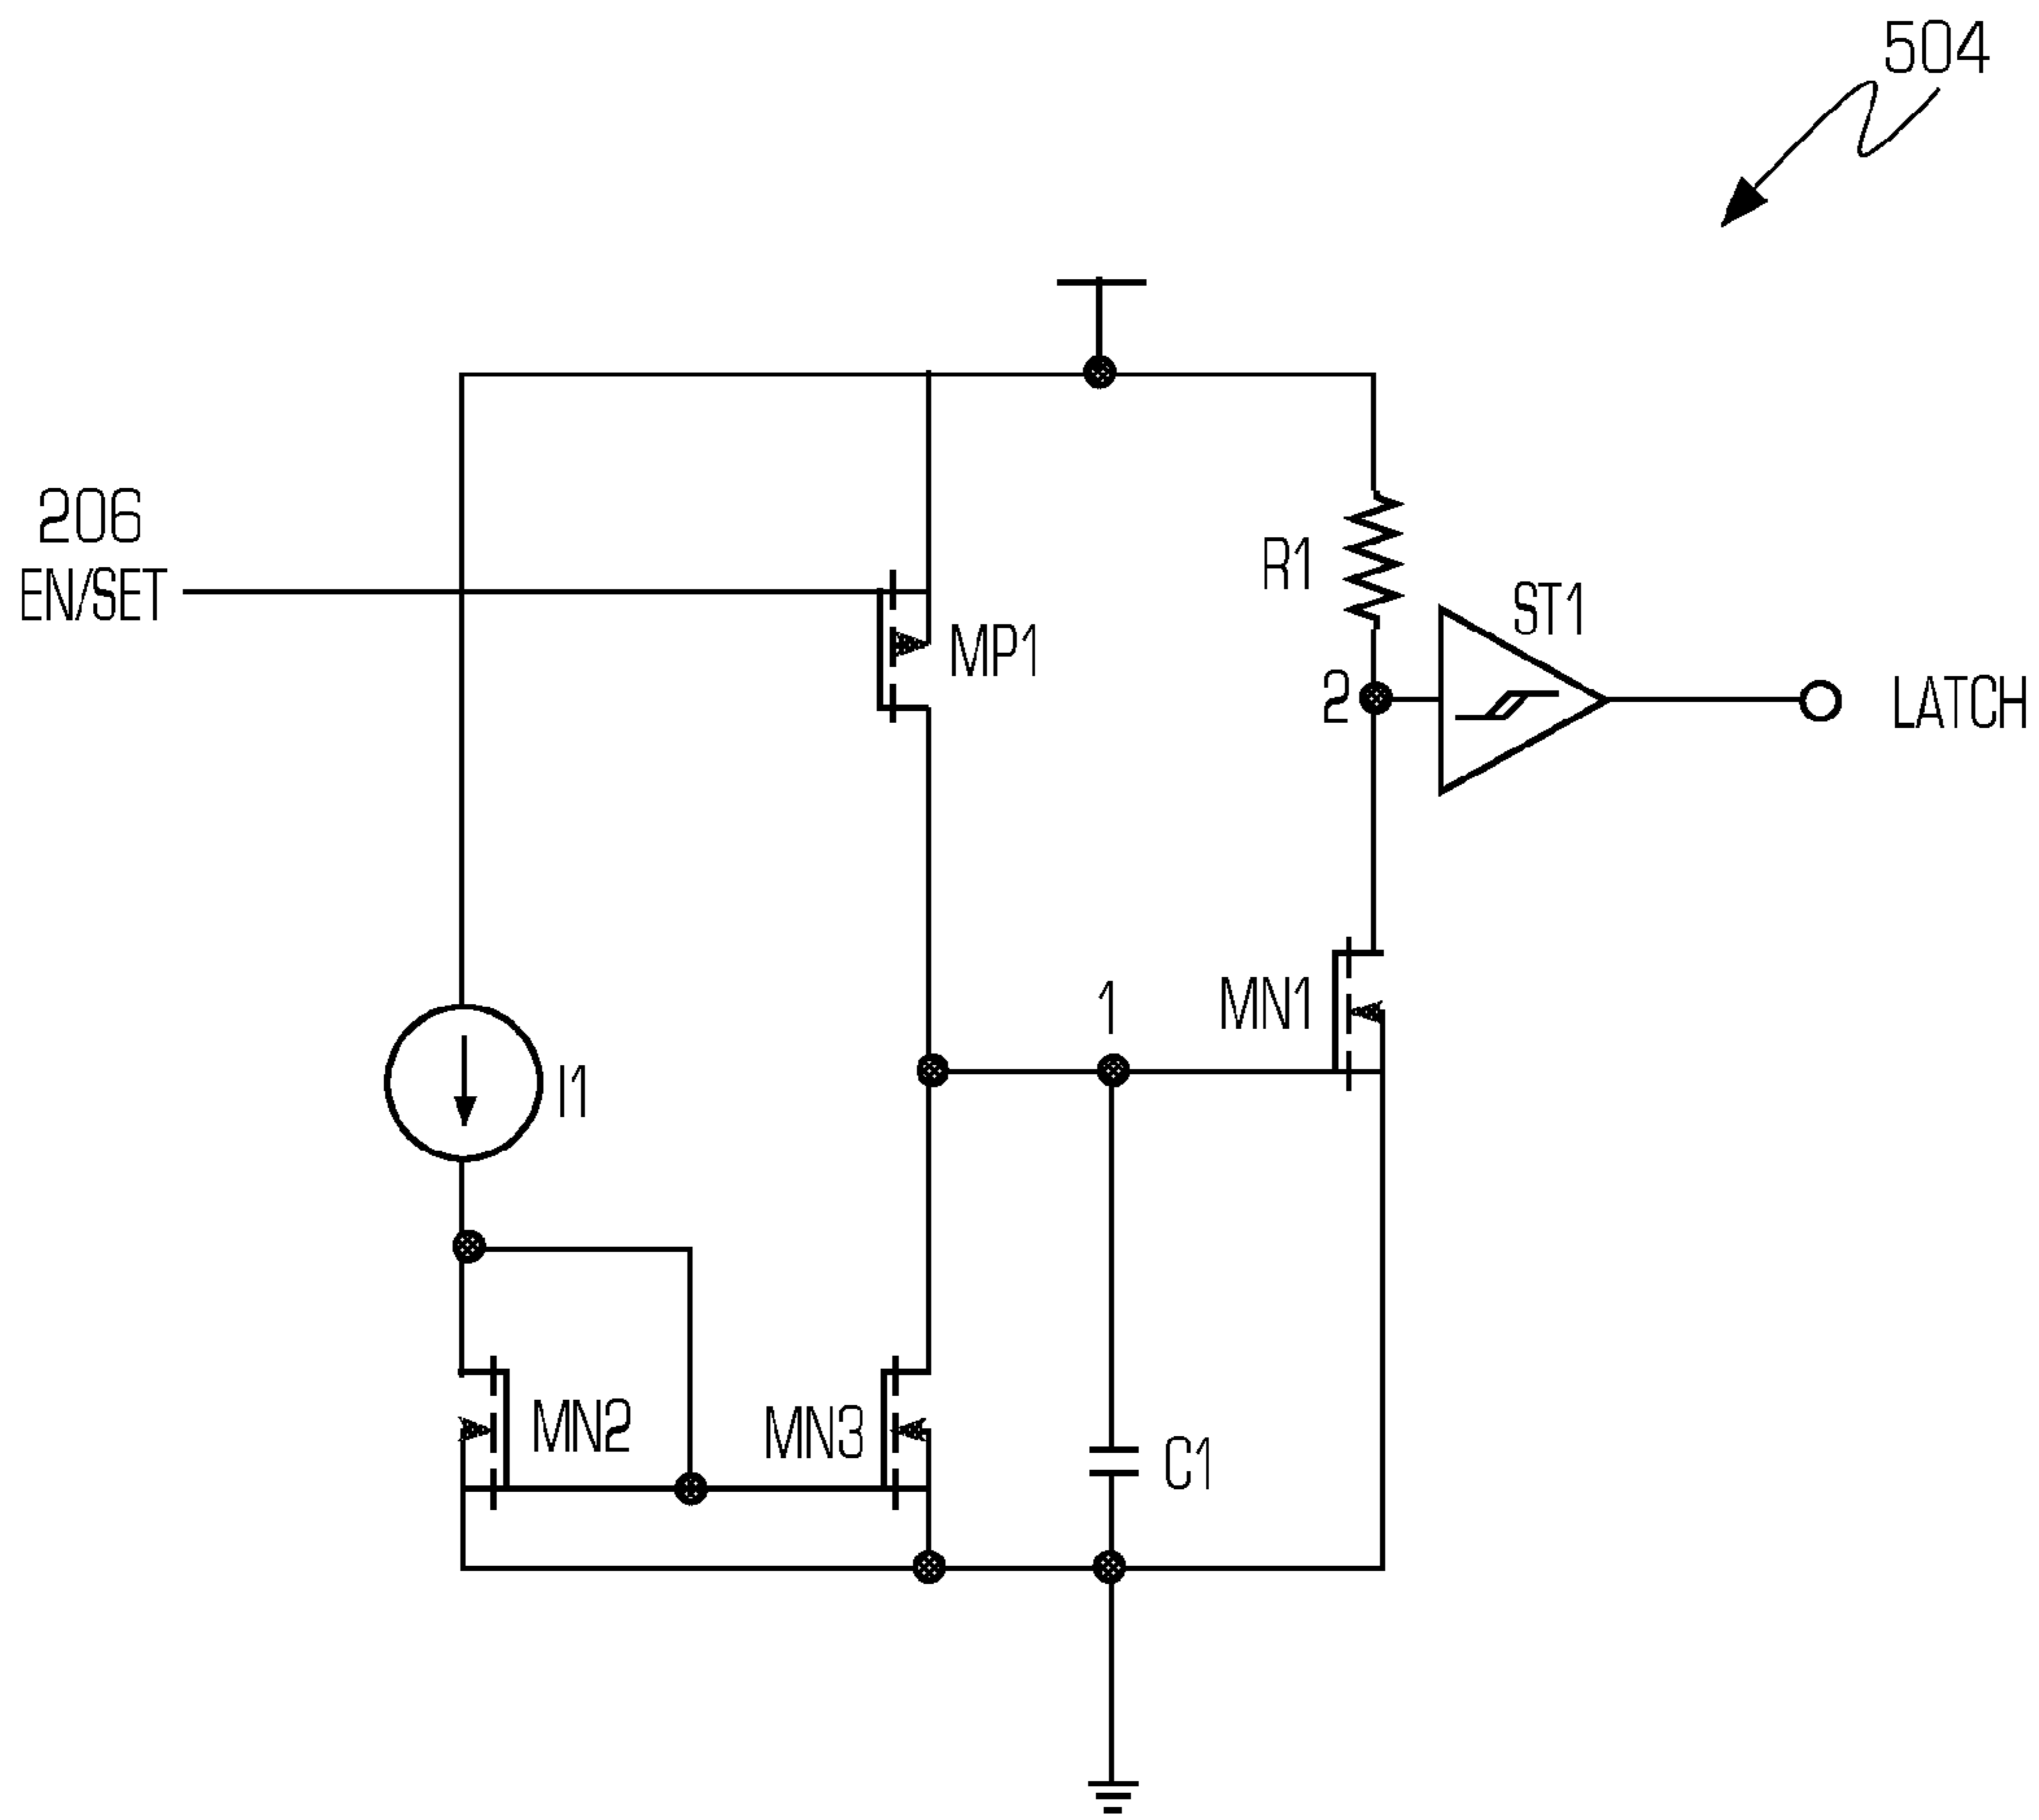 504
206
EN/SET
R1
ST1
MP1
2
LATCH
MN1
1
I1
MN2
MN3
C1